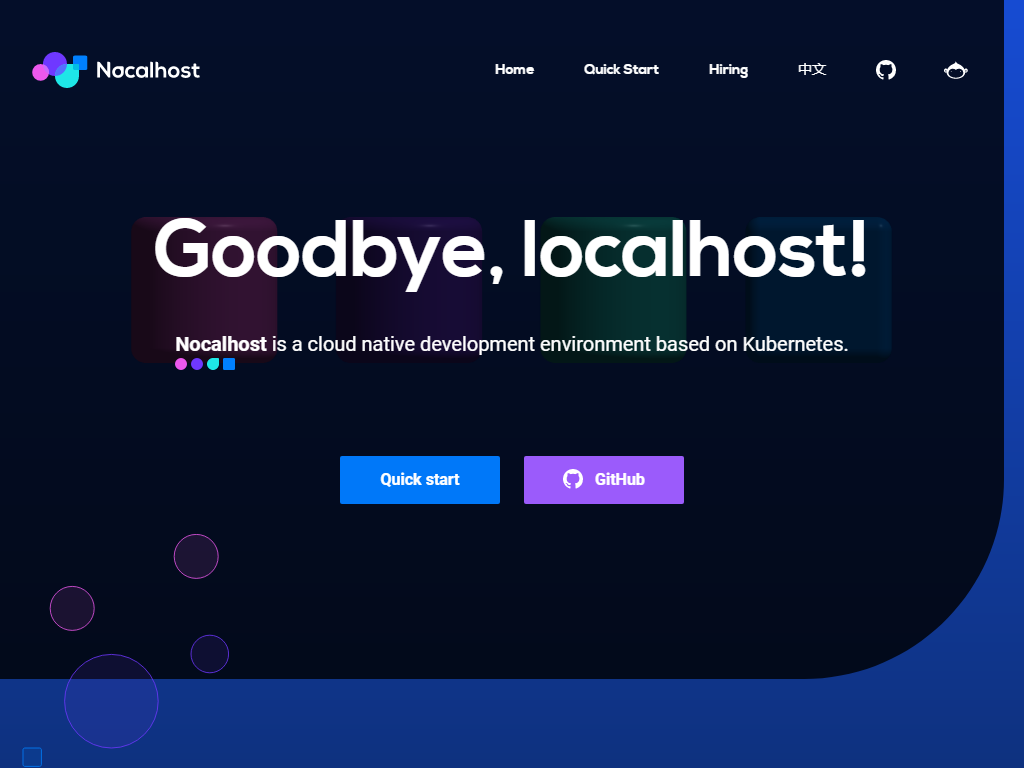 Nocalhost
Home
Quick Start
Hiring
中文
Goodbye, localhost!
Nocalhost is a cloud native development environment based on Kubernetes.
Quick start
GitHub